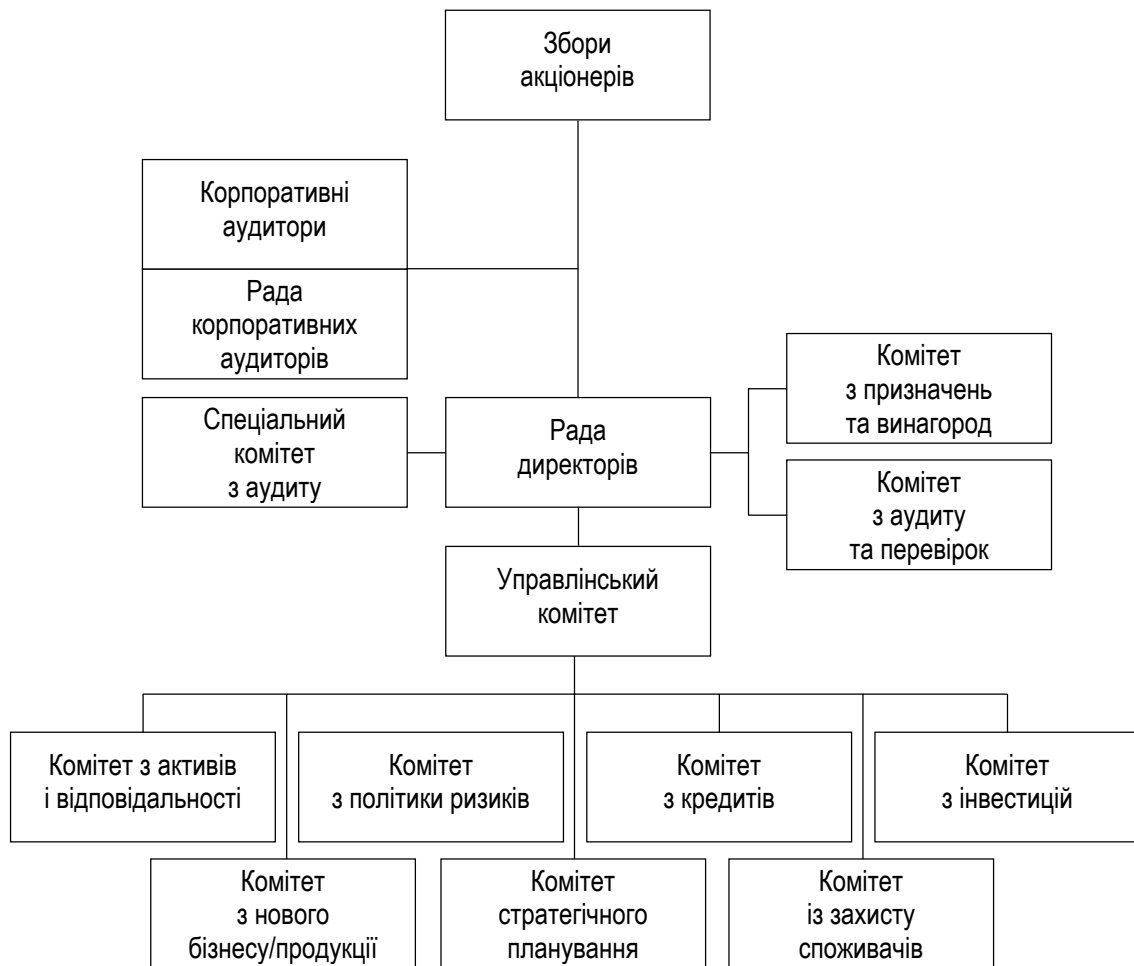 Збори
акціонерів
Корпоративні
аудитори
Рада
корпоративних
аудиторів
Комітет
з призначень
та винагород
Спеціальний
комітет
з аудиту
Рада
директорів
Комітет
з аудиту
та перевірок
Управлінський
комітет
Комітет з активів
і відповідальності
Комітет
з політики ризиків
Комітет
з кредитів
Комітет
з інвестицій
Комітет
з нового
бізнесу/продукції
Комітет
стратегічного
планування
Комітет
із захисту
споживачів